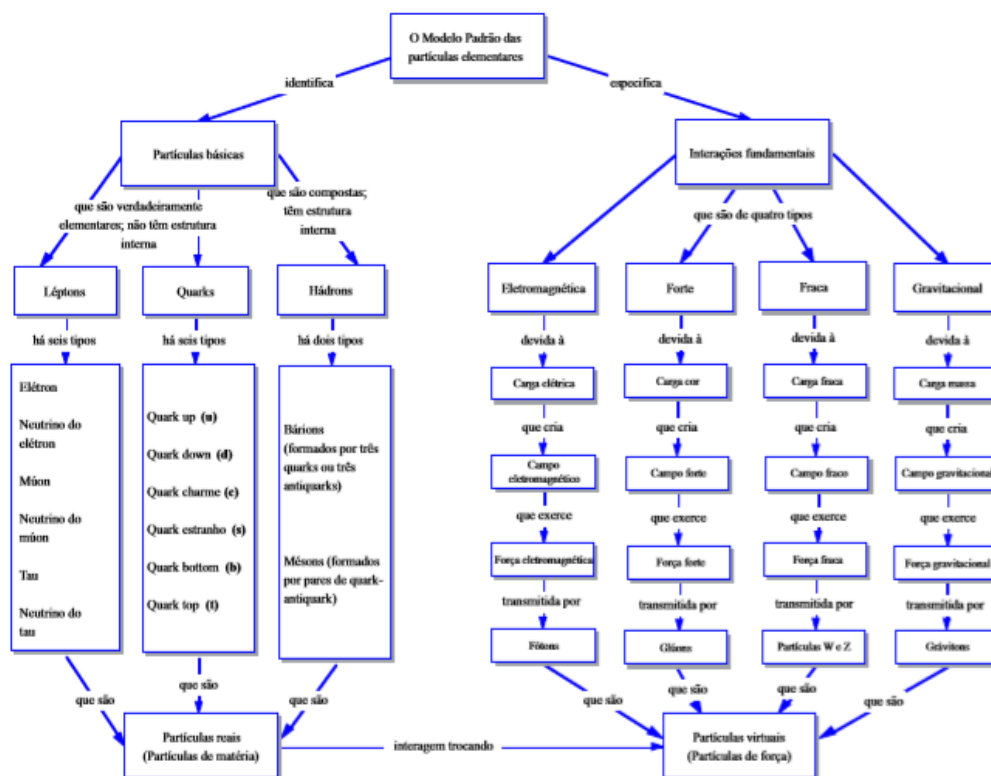 O Modelo Padrão das
partículas elementares
identifica
especifica
Partículas básicas
Interações fundamentais
que são verdadeiramente
elementares; não têm estrutura
interna
que são compostas;
têm estrutura
interna
que são de quatro tipos
Léptons
Quarks
Hádrons
Eletromagnética
Forte
Fraca
Gravitacional
há seis tipos
há seis tipos
há dois tipos
devida à
devida à
devida à
devida à
Elétron
Neutrino do
elétron
Múon
Neutrino do
múon
Tau
Neutrino do
tau
Quark up (u)
Quark down (d)
Quark charme (c)
Quark estranho (s)
Quark bottom (b)
Quark top (t)
Bárions
(formados por três
quarks ou três
antiquarks)
Mésons (formados
por pares de quark-
antiquark)
Carga elétrica
Carga cor
Carga fraca
Carga massa
que cria
que cria
que cria
que cria
Campo
eletromagnético
Campo forte
Campo fraco
Campo gravitacional
que exerce
que exerce
que exerce
que exerce
Força eletromagnética
Força forte
Força fraca
Força gravitacional
transmitida por
transmitida por
transmitida por
transmitida por
Fótons
Glúons
Partículas W e Z
Grávitons
que são
que são
que são
que são
que são
que são
que são
Partículas reais
(Partículas de matéria)
interagem trocando
Partículas virtuais
(Partículas de força)